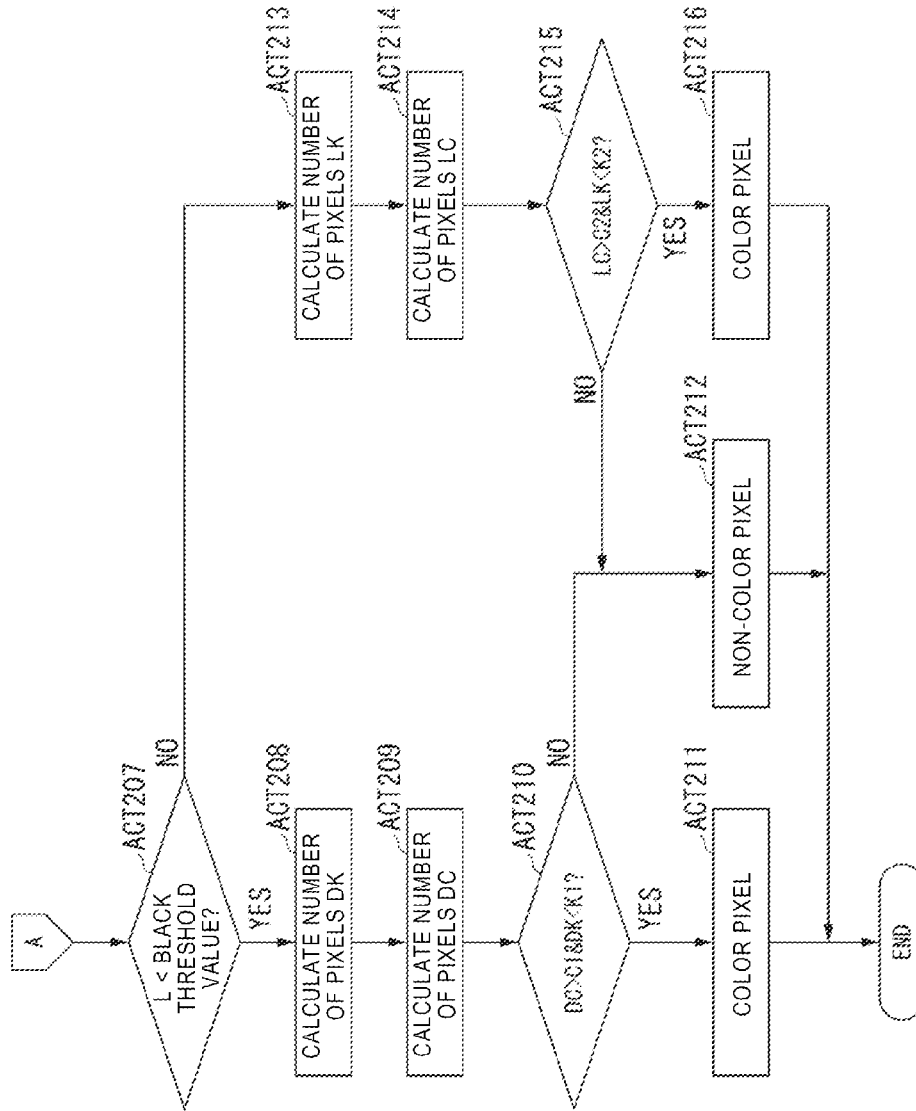 A
L < BLACK
THRESHOLD
VALUE?
ACT207
NO
YES
CALCULATE NUMBER
OF PIXELS DK
ACT208
CALCULATE NUMBER
OF PIXELS DC
ACT209
DC>C1&DK<K1?
ACT210
NO
YES
COLOR PIXEL
ACT211
NON-COLOR PIXEL
ACT212
CALCULATE NUMBER
OF PIXELS LK
ACT213
CALCULATE NUMBER
OF PIXELS LC
ACT214
LC>C2&LK<K2?
ACT215
NO
YES
COLOR PIXEL
ACT216
END